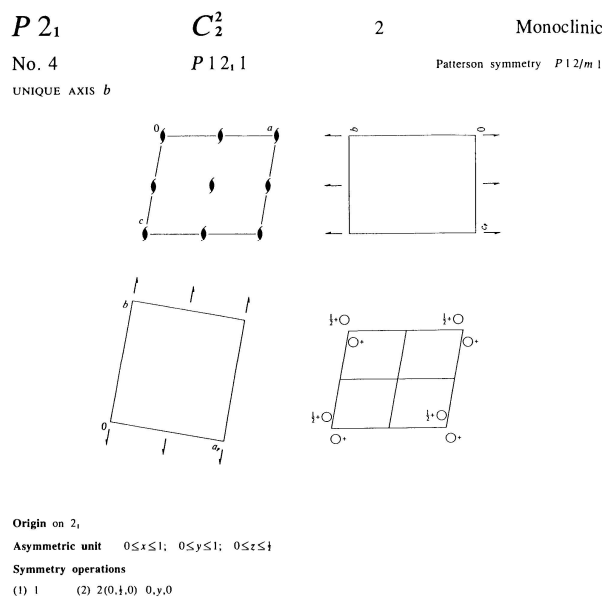 P 2₁ C₂² 2 Monoclinic
No. 4 P 1 2₁ 1 Patterson symmetry P 1 2/m 1
UNIQUE AXIS b
0 a
c
b 0
c
b
0
aₚ
½+ ½+
+ +
½+ ½+
+ +
Origin on 2₁
Asymmetric unit 0≤x≤1; 0≤y≤1; 0≤z≤½
Symmetry operations
(1) 1 (2) 2(0,½,0) 0,y,0